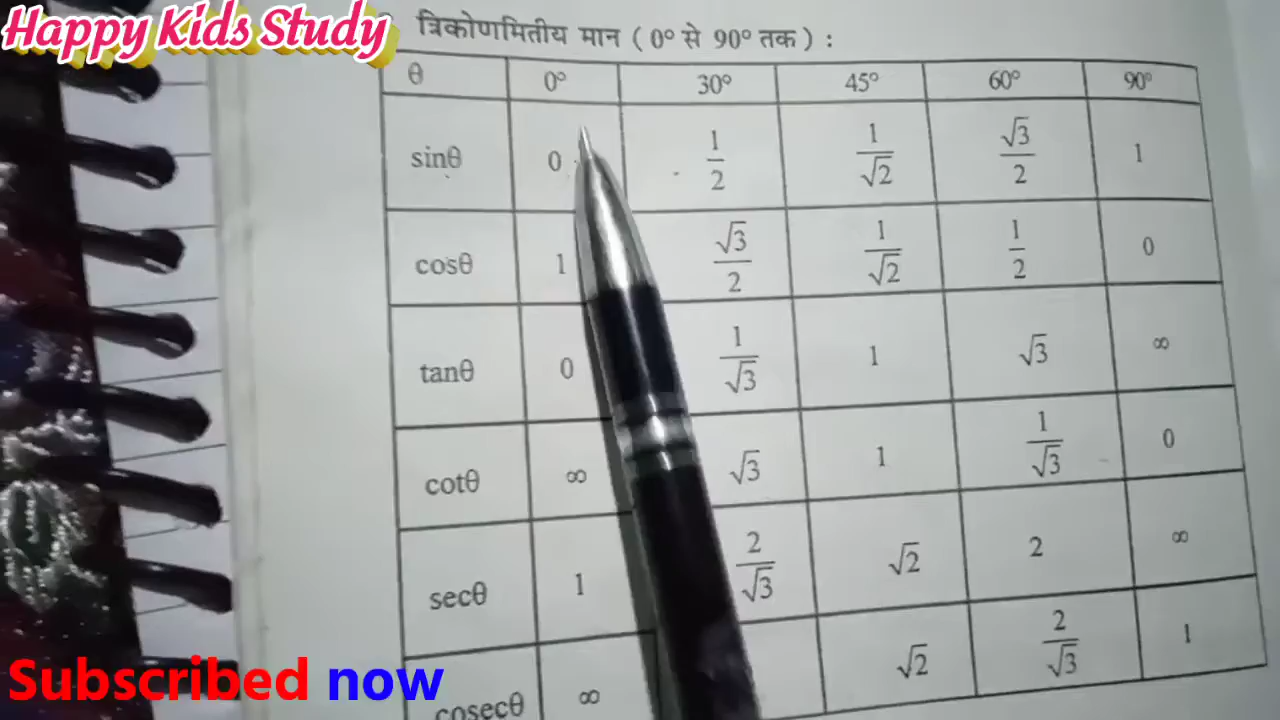 Happy Kids Study
त्रिकोणमितीय मान ( 0° से 90° तक ) :
θ 0° 30° 45° 60° 90°
sinθ 0 1/2 1/√2 √3/2 1
cosθ 1 √3/2 1/√2 1/2 0
tanθ 0 1/√3 1 √3 ∞
cotθ ∞ √3 1 1/√3 0
secθ 1 2/√3 √2 2 ∞
cosecθ ∞ √2 2/√3 1
Subscribed now